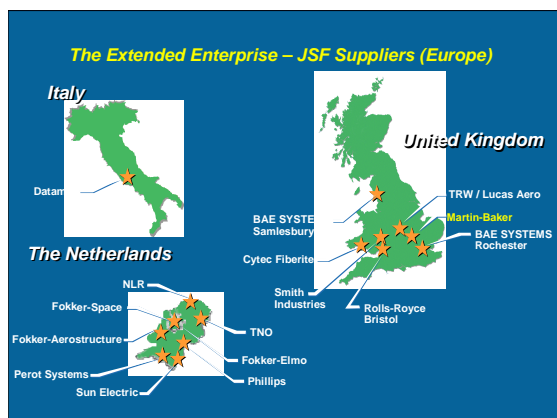 The Extended Enterprise – JSF Suppliers (Europe)
Italy
Datam
United Kingdom
TRW / Lucas Aero
BAE SYSTE
Samlesbury
Martin-Baker
BAE SYSTEMS
Rochester
Cytec Fiberite
Smith
Industries
Rolls-Royce
Bristol
The Netherlands
NLR
Fokker-Space
TNO
Fokker-Aerostructure
Fokker-Elmo
Perot Systems
Phillips
Sun Electric